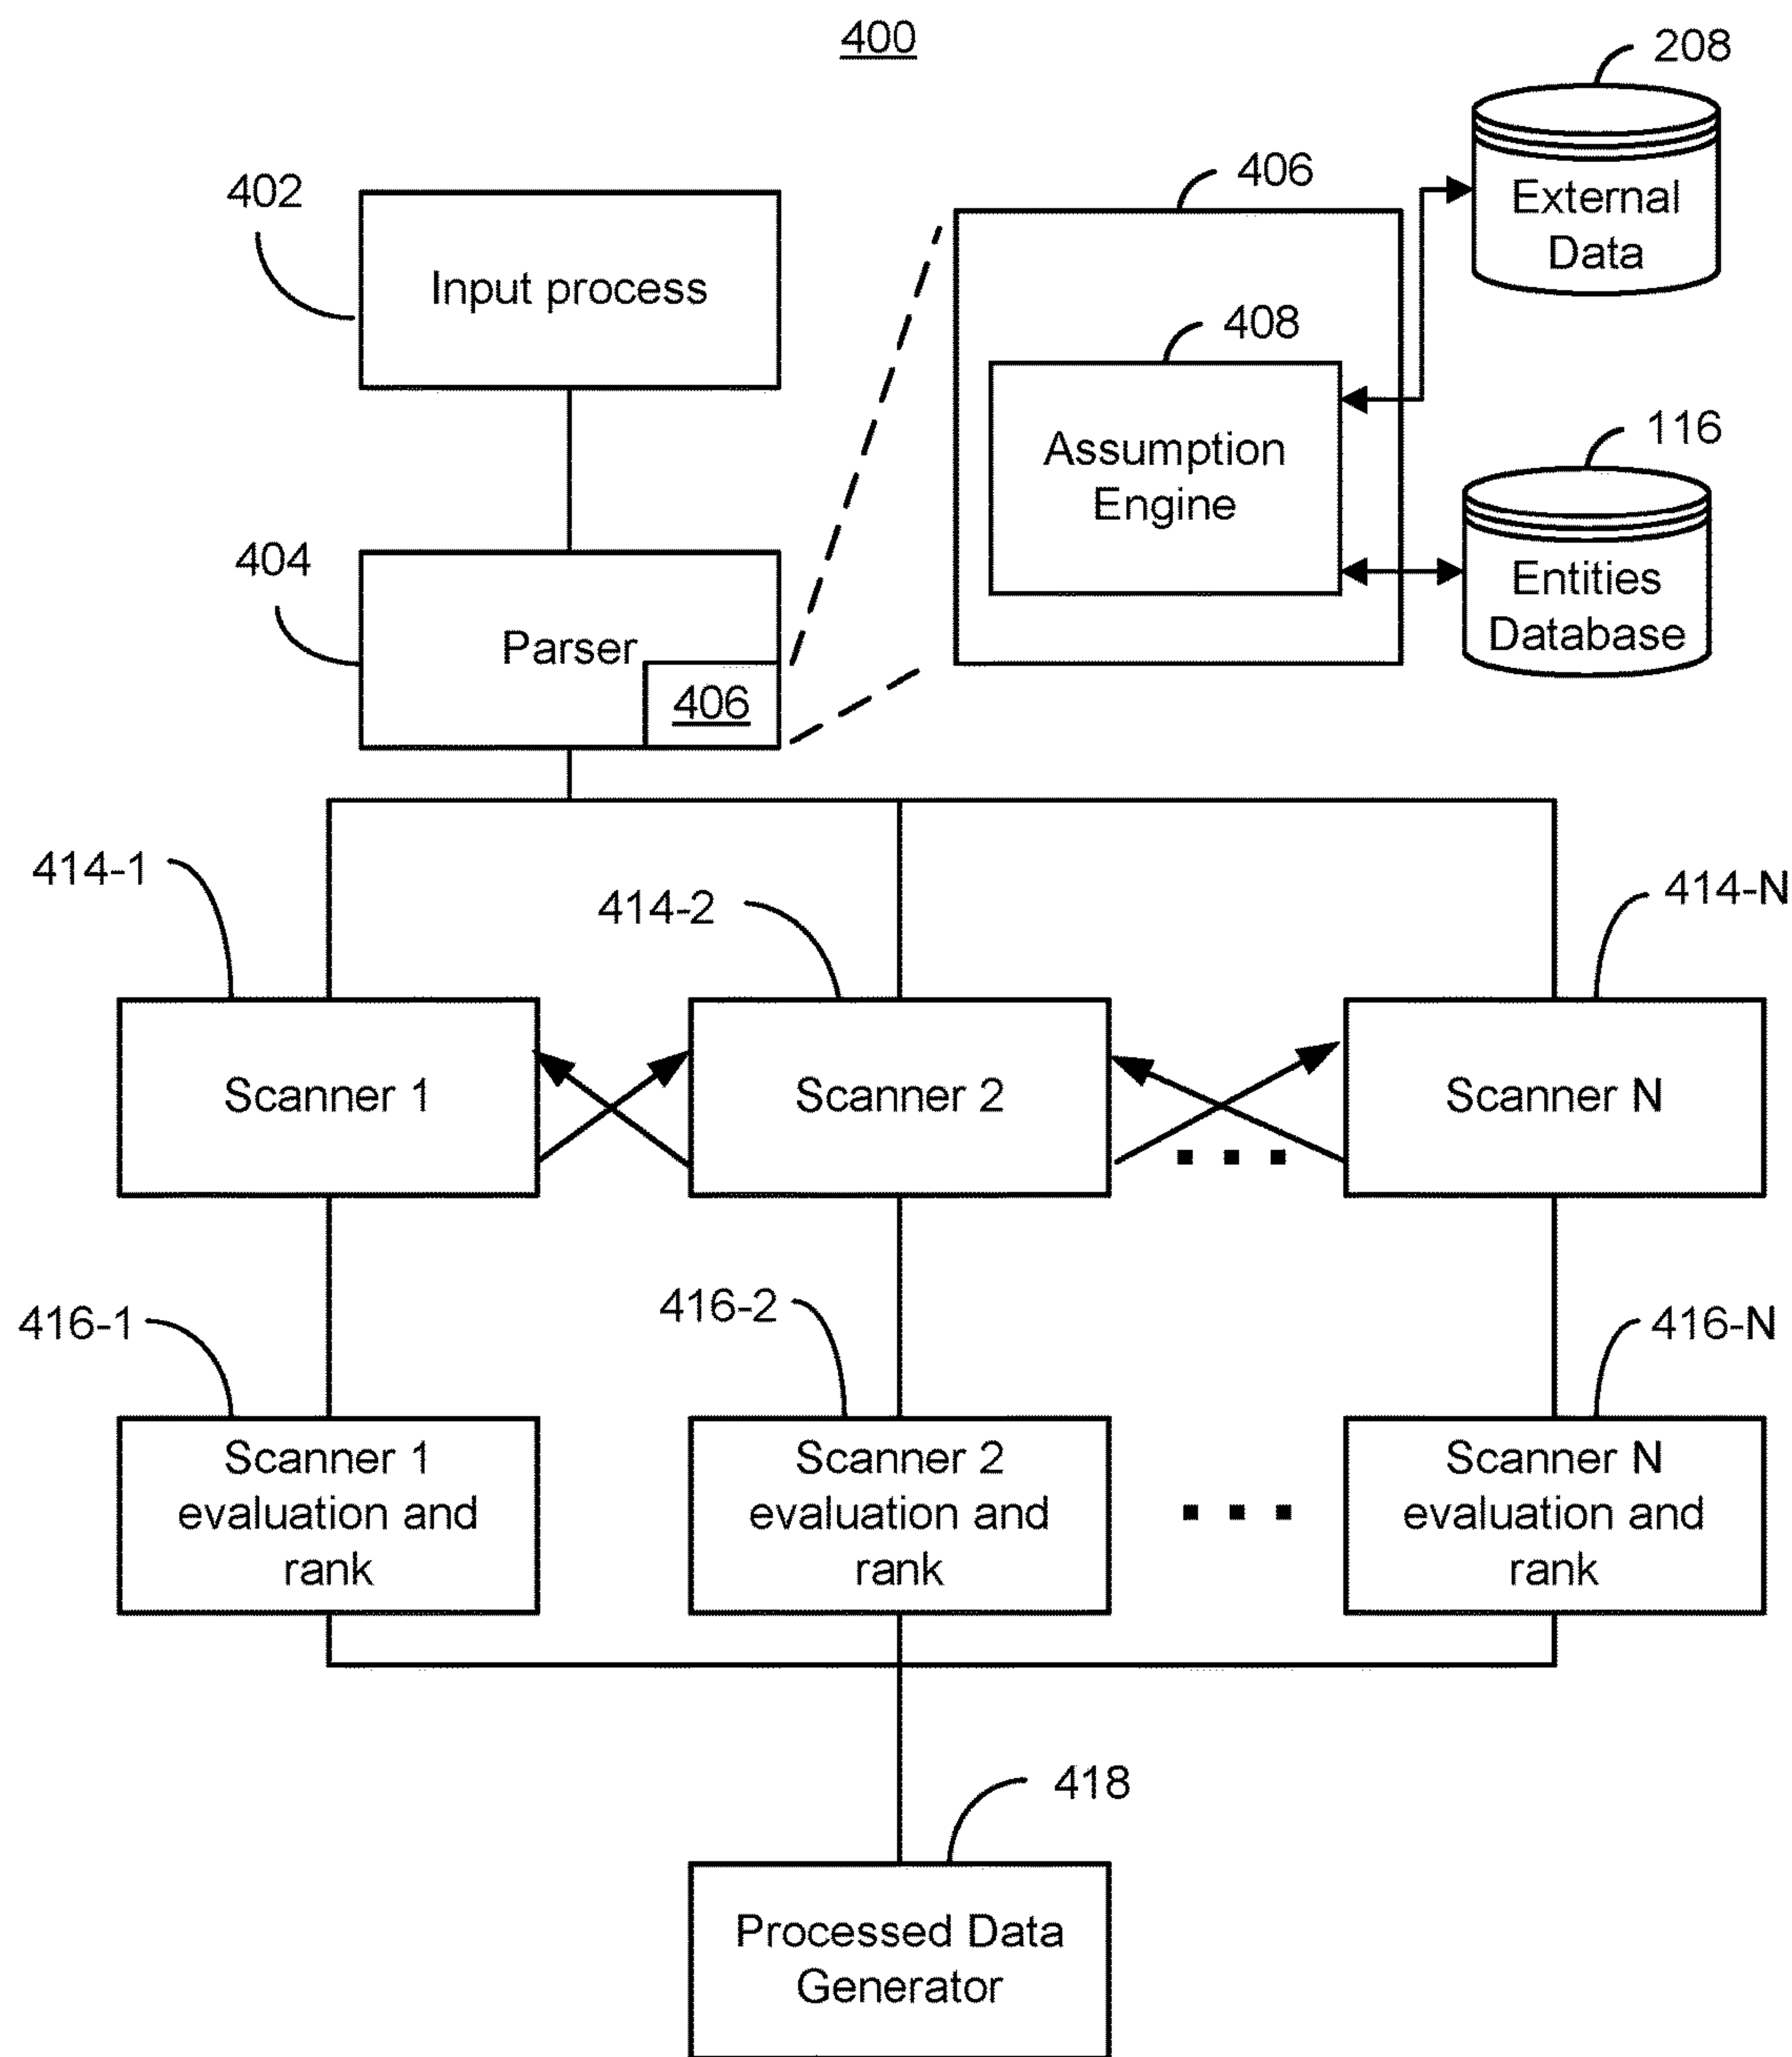 400
208
External
Data
402
Input process
406
408
Assumption
Engine
116
Entities
Database
404
Parser
406
414-1
414-2
414-N
Scanner 1
Scanner 2
Scanner N
...
416-1
416-2
416-N
Scanner 1
evaluation and
rank
Scanner 2
evaluation and
rank
...
Scanner N
evaluation and
rank
418
Processed Data
Generator